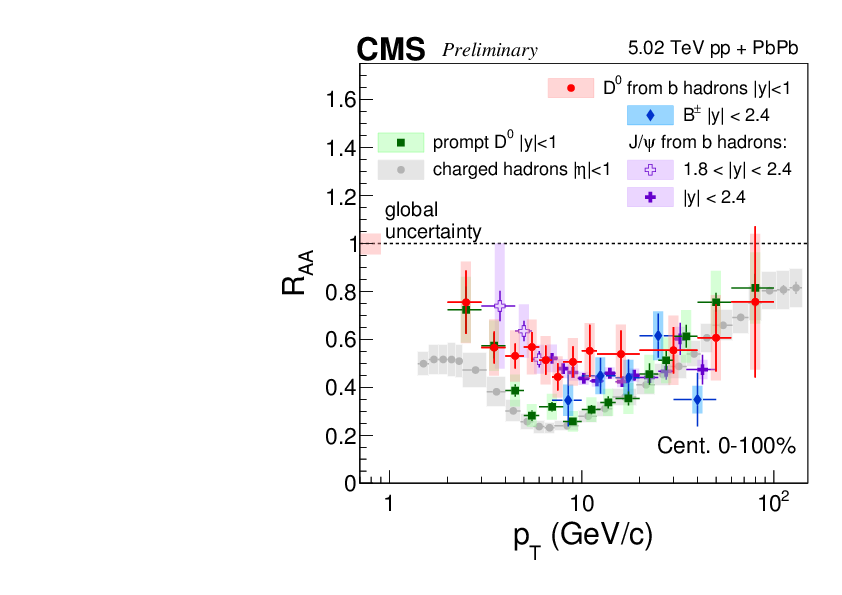 CMS Preliminary 5.02 TeV pp + PbPb
D⁰ from b hadrons |y|<1
B± |y| < 2.4
prompt D⁰ |y|<1
J/ψ from b hadrons:
charged hadrons |η|<1
1.8 < |y| < 2.4
|y| < 2.4
global
uncertainty
Cent. 0-100%
R_AA
1.6
1.4
1.2
1
0.8
0.6
0.4
0.2
0
1 10 10²
p_T (GeV/c)